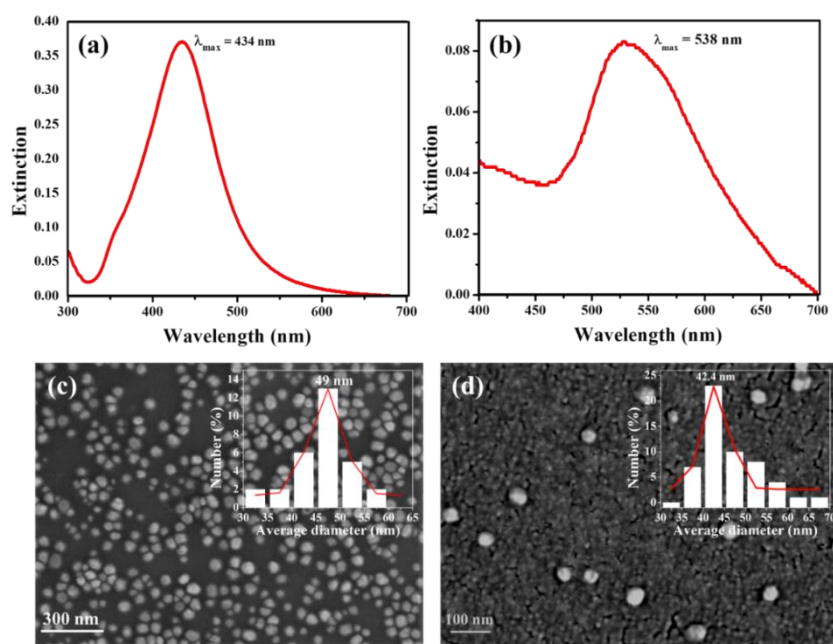 (a)
λmax = 434 nm
Extinction
0.40
0.35
0.30
0.25
0.20
0.15
0.10
0.05
0.00
300 400 500 600 700
Wavelength (nm)
(b)
λmax = 538 nm
Extinction
0.08
0.06
0.04
0.02
0.00
400 450 500 550 600 650 700
Wavelength (nm)
(c)
49 nm
Number (%)
14
12
10
8
6
4
2
0
30 35 40 45 50 55 60 65
Average diameter (nm)
300 nm
(d)
42.4 nm
Number (%)
25
20
15
10
5
0
30 35 40 45 50 55 60 65 70
Average diameter (nm)
100 nm